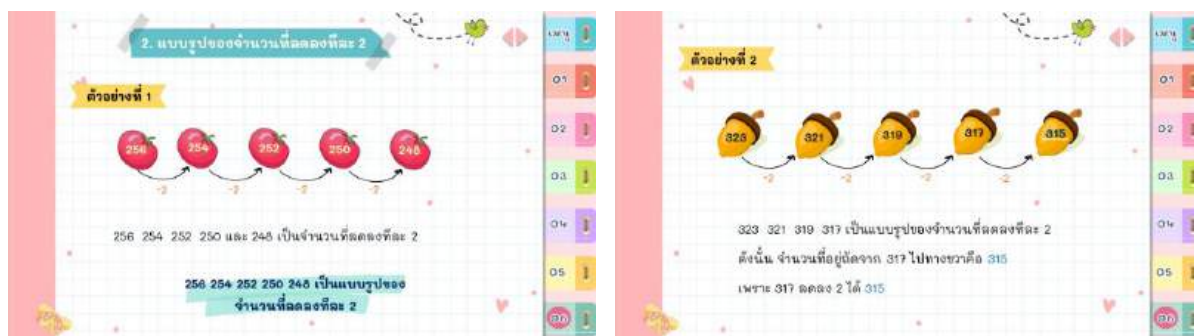 2. แบบรูปของจำนวนที่ลดลงทีละ 2
ตัวอย่างที่ 1
256 254 252 250 248
-2 -2 -2 -2
256 254 252 250 และ 248 เป็นจำนวนที่ลดลงทีละ 2
256 254 252 250 248 เป็นแบบรูปของ
จำนวนที่ลดลงทีละ 2
เมนู
01
02
03
04
05
06
ตัวอย่างที่ 2
323 321 319 317 315
-2 -2 -2 -2
323 321 319 317 เป็นแบบรูปของจำนวนที่ลดลงทีละ 2
ดังนั้น จำนวนที่อยู่ถัดจาก 317 ไปทางขวาคือ 315
เพราะ 317 ลดลง 2 ได้ 315
เมนู
01
02
03
04
05
06